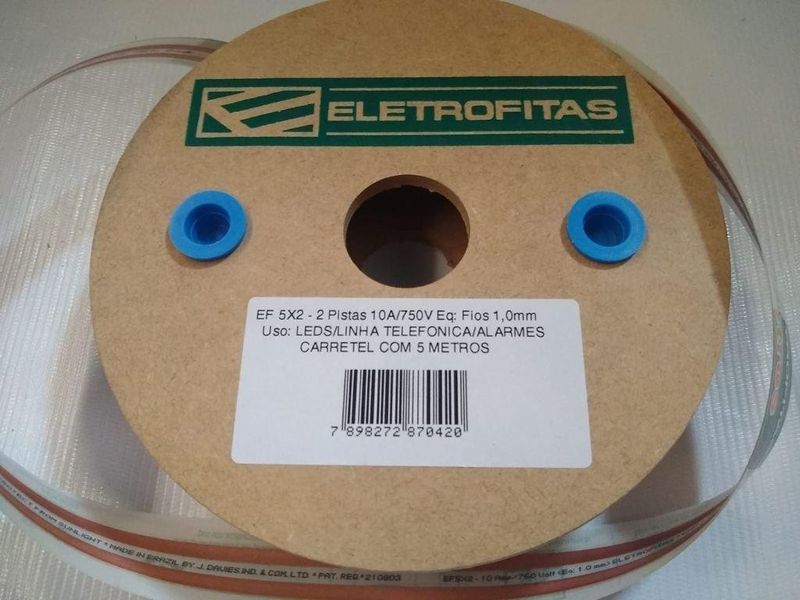 ELETROFITAS
EF 5X2 - 2 Pistas 10A/750V Eq: Fios 1,0mm
Uso: LEDS/LINHA TELEFONICA/ALARMES
CARRETEL COM 5 METROS
7 898272 870420
FROM SUNLIGHT * MADE IN BRAZIL BY J. DAVIES IND. & COM. LTD. * PAT. REQ.*210803
EF5X2 - 10 Amp/750 Volt (Eq: 1.0 mm) ELETROFITAS